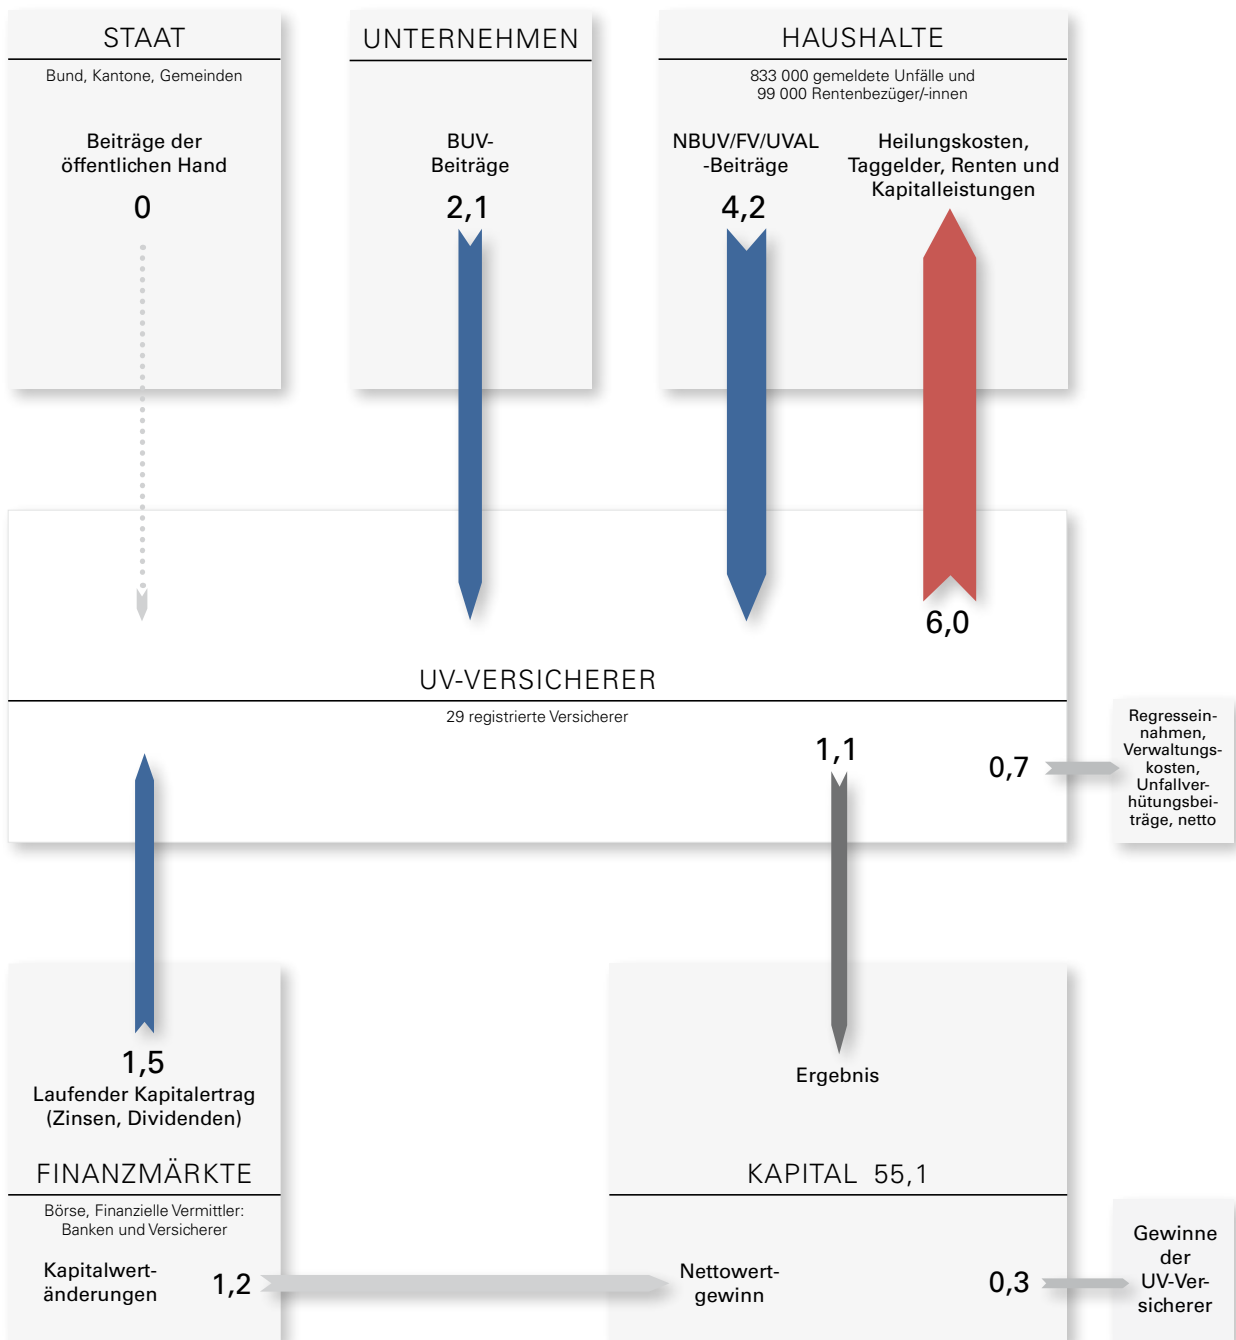 STAAT
Bund, Kantone, Gemeinden
Beiträge der
öffentlichen Hand
0
UNTERNEHMEN
BUV-
Beiträge
2,1
HAUSHALTE
833 000 gemeldete Unfälle und
99 000 Rentenbezüger/-innen
NBUV/FV/UVAL
-Beiträge
4,2
Heilungskosten,
Taggelder, Renten und
Kapitalleistungen
6,0
UV-VERSICHERER
29 registrierte Versicherer
1,1
0,7
Regressein-
nahmen,
Verwaltungs-
kosten,
Unfallver-
hütungsbei-
träge, netto
1,5
Laufender Kapitalertrag
(Zinsen, Dividenden)
FINANZMÄRKTE
Börse, Finanzielle Vermittler:
Banken und Versicherer
Kapitalwert-
änderungen
1,2
Ergebnis
KAPITAL 55,1
Nettowert-
gewinn
0,3
Gewinne
der
UV-Ver-
sicherer